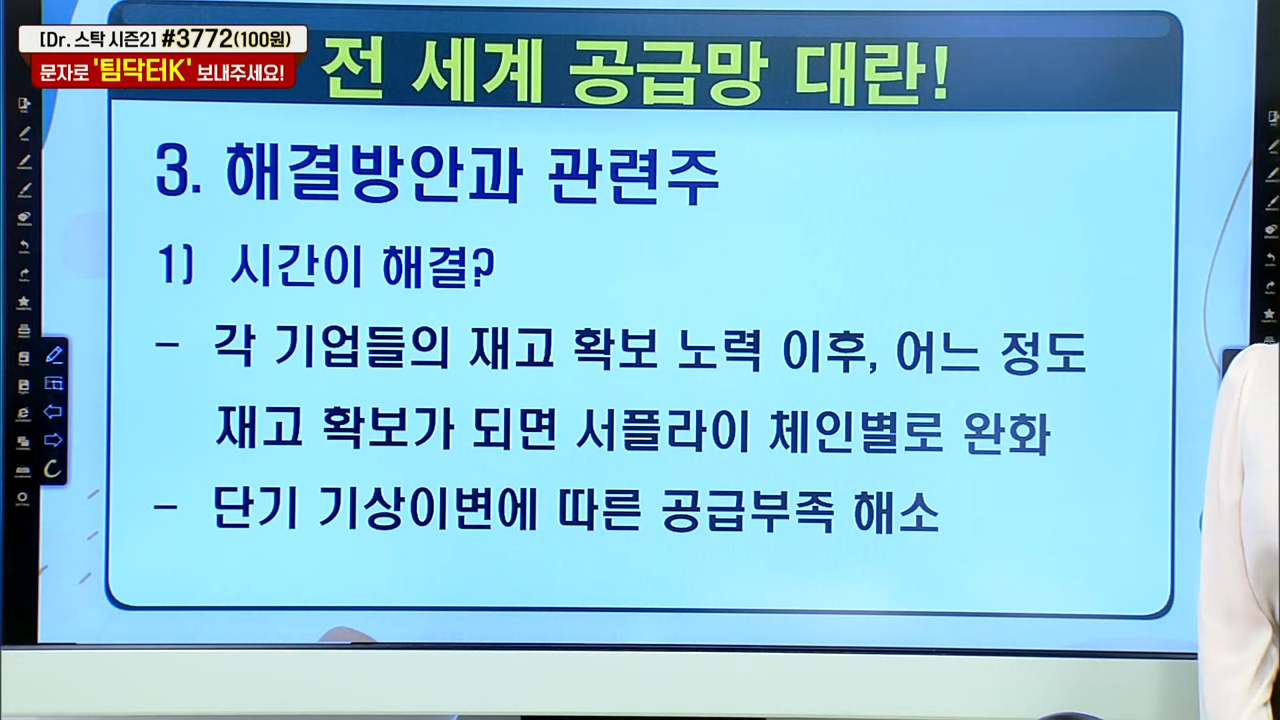 [Dr. 스탁 시즌2] #3772(100원)
문자로 '팀닥터K' 보내주세요!
전 세계 공급망 대란!
3. 해결방안과 관련주
1) 시간이 해결?
- 각 기업들의 재고 확보 노력 이후, 어느 정도
재고 확보가 되면 서플라이 체인별로 완화
- 단기 기상이변에 따른 공급부족 해소